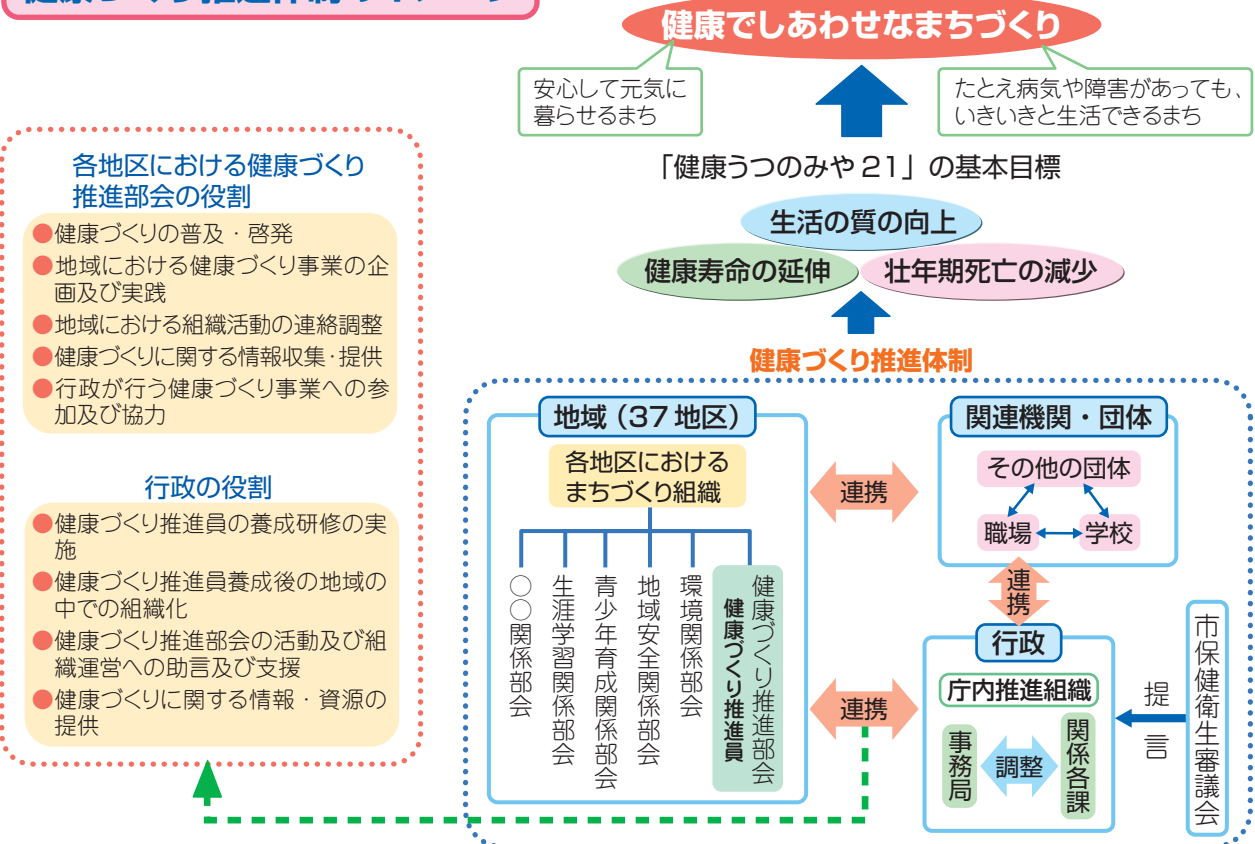 健康づくり推進体制のイメージ
健康でしあわせなまちづくり
安心して元気に
暮らせるまち
たとえ病気や障害があっても、
いきいきと生活できるまち
「健康うつのみや21」の基本目標
生活の質の向上
健康寿命の延伸
壮年期死亡の減少
各地区における健康づくり
推進部会の役割
●健康づくりの普及・啓発
●地域における健康づくり事業の企
画及び実践
●地域における組織活動の連絡調整
●健康づくりに関する情報収集・提供
●行政が行う健康づくり事業への参
加及び協力
行政の役割
●健康づくり推進員の養成研修の実
施
●健康づくり推進員養成後の地域の
中での組織化
●健康づくり推進部会の活動及び組
織運営への助言及び支援
●健康づくりに関する情報・資源の
提供
健康づくり推進体制
地域(37地区)
各地区における
まちづくり組織
○○関係部会
生涯学習関係部会
青少年育成関係部会
地域安全関係部会
環境関係部会
健康づくり推進部会
健康づくり推進員
連携
関連機関・団体
その他の団体
職場
学校
連携
連携
行政
庁内推進組織
事務局
調整
関係各課
提言
市保健衛生審議会